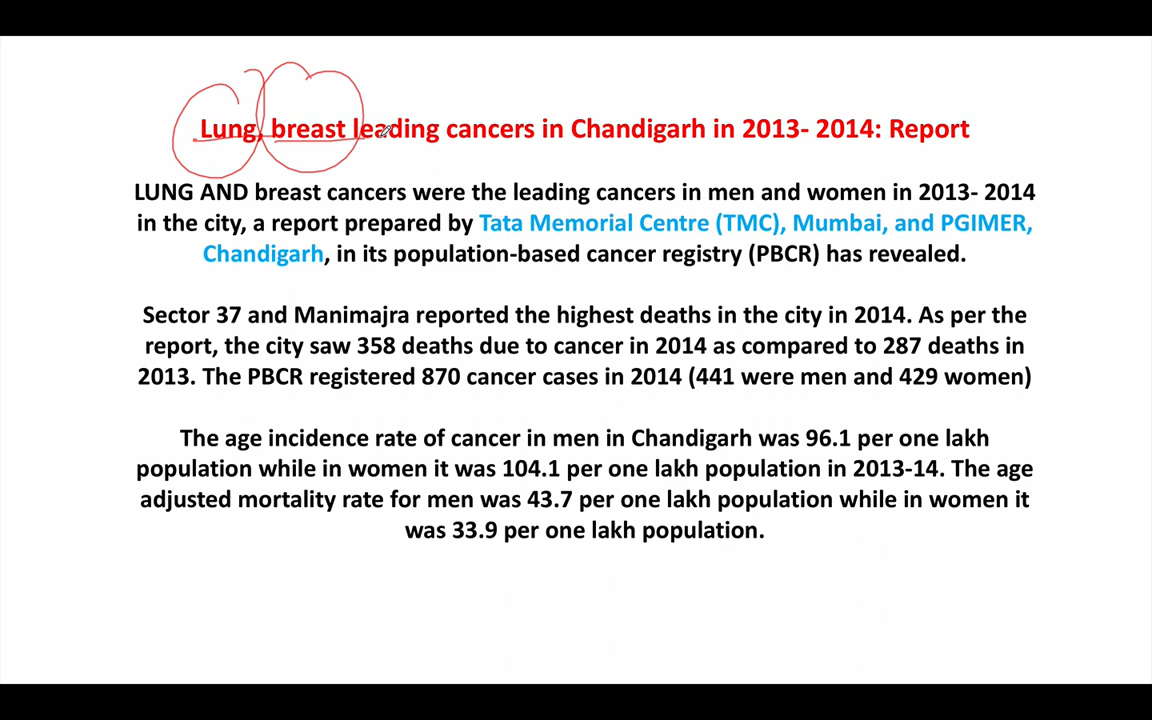 Lung, breast leading cancers in Chandigarh in 2013- 2014: Report
LUNG AND breast cancers were the leading cancers in men and women in 2013- 2014
in the city, a report prepared by Tata Memorial Centre (TMC), Mumbai, and PGIMER,
Chandigarh, in its population-based cancer registry (PBCR) has revealed.
Sector 37 and Manimajra reported the highest deaths in the city in 2014. As per the
report, the city saw 358 deaths due to cancer in 2014 as compared to 287 deaths in
2013. The PBCR registered 870 cancer cases in 2014 (441 were men and 429 women)
The age incidence rate of cancer in men in Chandigarh was 96.1 per one lakh
population while in women it was 104.1 per one lakh population in 2013-14. The age
adjusted mortality rate for men was 43.7 per one lakh population while in women it
was 33.9 per one lakh population.